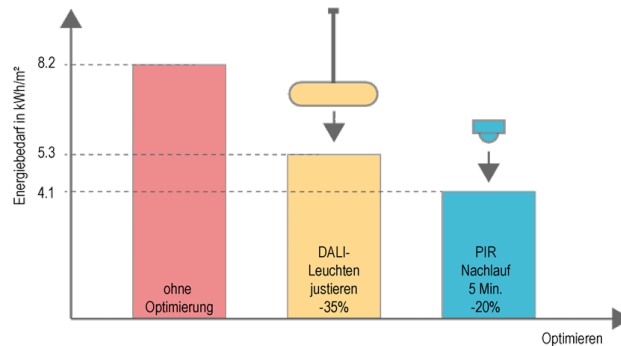 Energiebedarf in kWh/m²
8.2
5.3
4.1
ohne
Optimierung
DALI-
Leuchten
justieren
-35%
PIR
Nachlauf
5 Min.
-20%
Optimieren